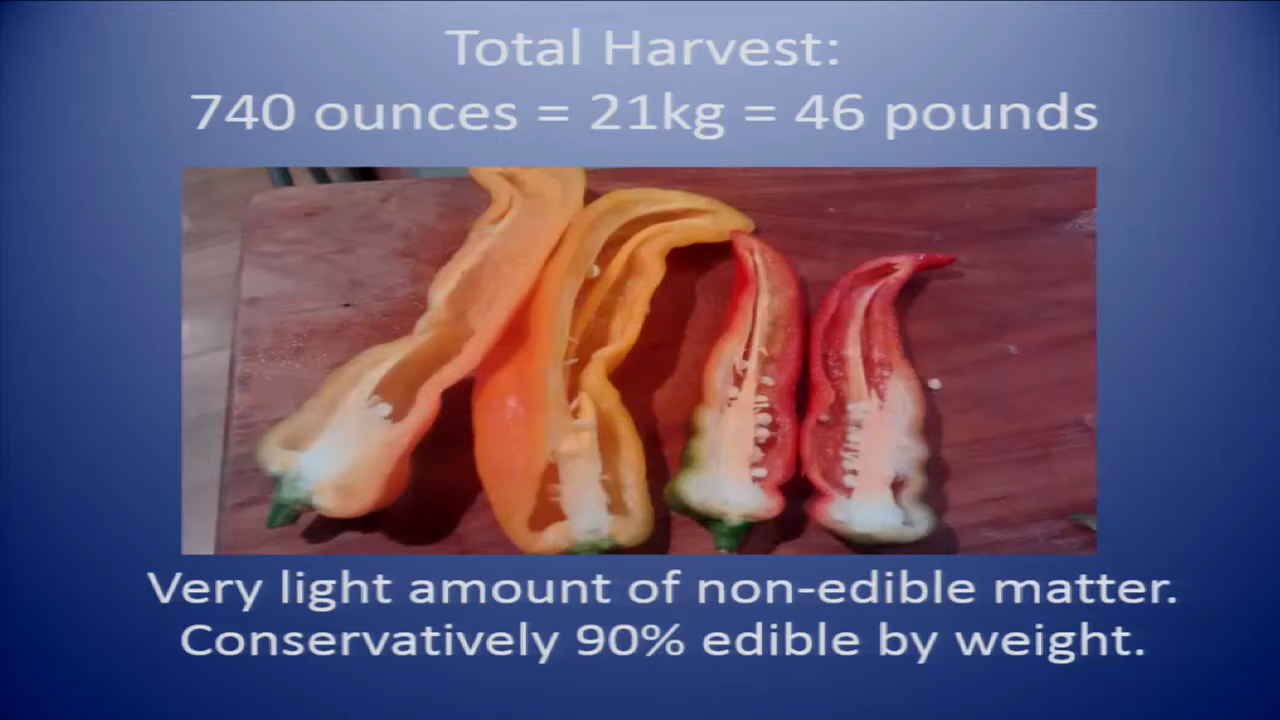 Total Harvest:
740 ounces = 21kg = 46 pounds
Very light amount of non-edible matter.
Conservatively 90% edible by weight.